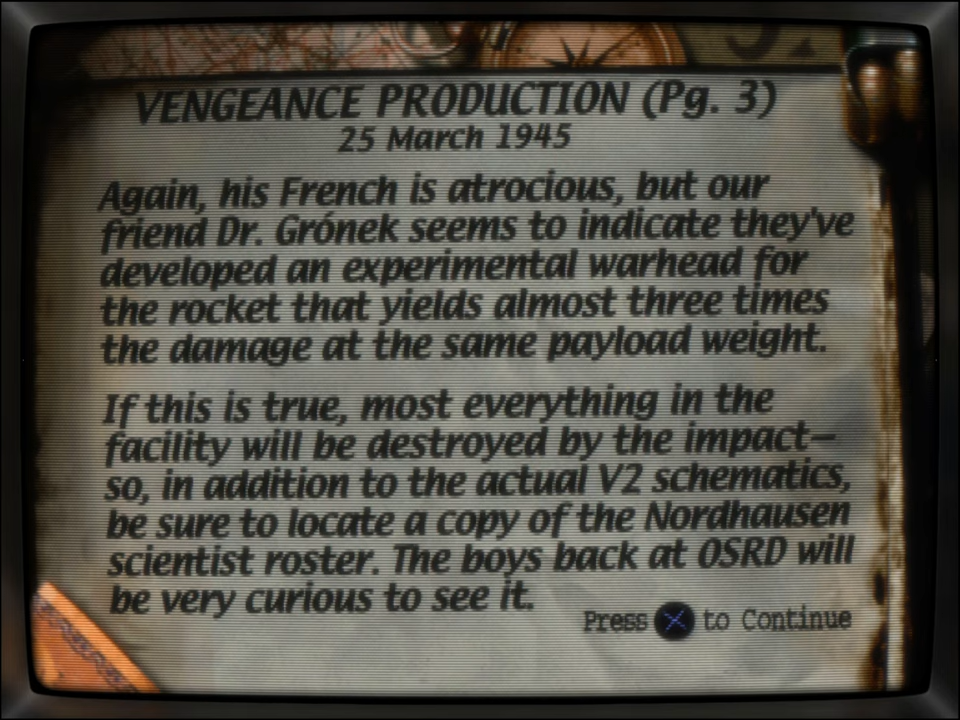 VENGEANCE PRODUCTION (Pg. 3)
25 March 1945
Again, his French is atrocious, but our
friend Dr. Grónek seems to indicate they've
developed an experimental warhead for
the rocket that yields almost three times
the damage at the same payload weight.
If this is true, most everything in the
facility will be destroyed by the impact—
so, in addition to the actual V2 schematics,
be sure to locate a copy of the Nordhausen
scientist roster. The boys back at OSRD will
be very curious to see it.
Press X to Continue